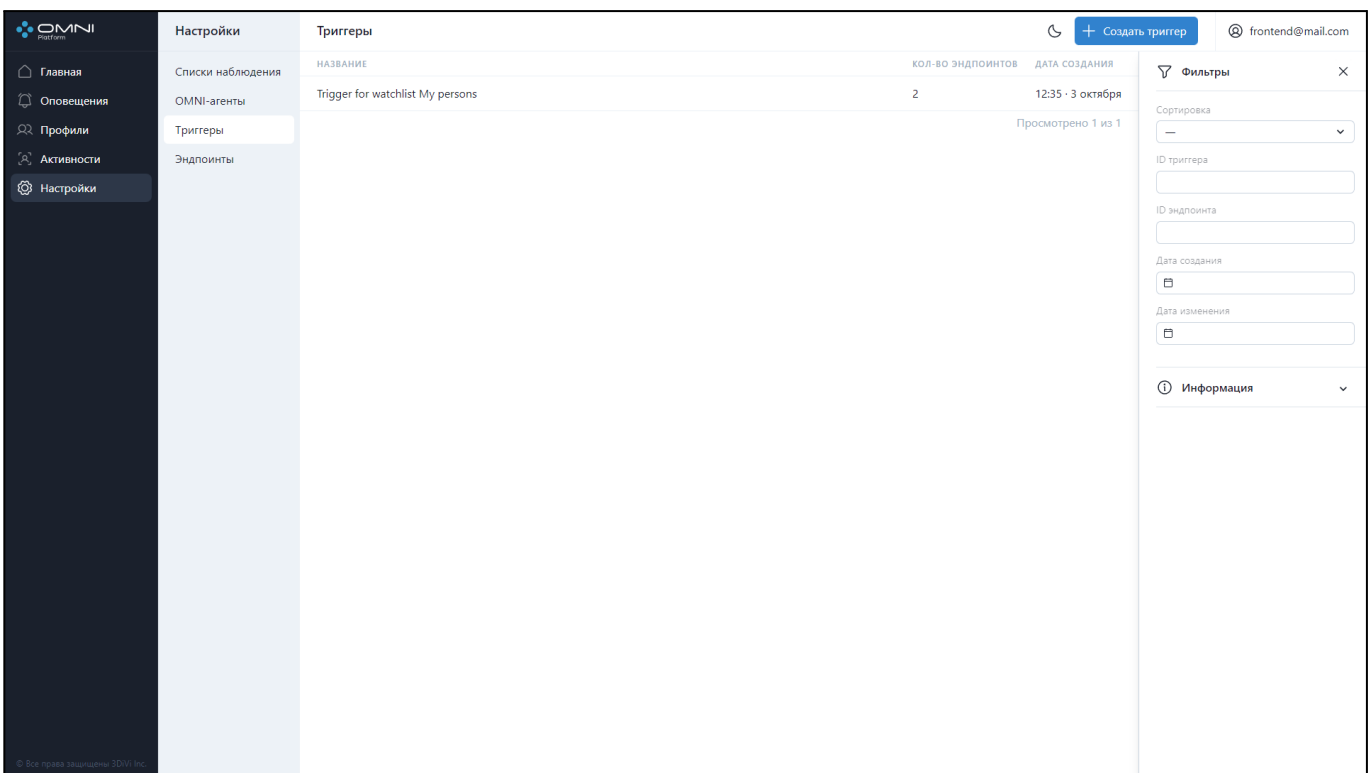 OMNI
Platform
Главная
Оповещения
Профили
Активности
Настройки
© Все права защищены 3DiVi Inc.
Настройки
Списки наблюдения
OMNI-агенты
Триггеры
Эндпоинты
Триггеры
Создать триггер
frontend@mail.com
НАЗВАНИЕ КОЛ-ВО ЭНДПОИНТОВ ДАТА СОЗДАНИЯ
Trigger for watchlist My persons 2 12:35 · 3 октября
Просмотрено 1 из 1
Фильтры
Сортировка
—
ID триггера
ID эндпоинта
Дата создания
Дата изменения
Информация